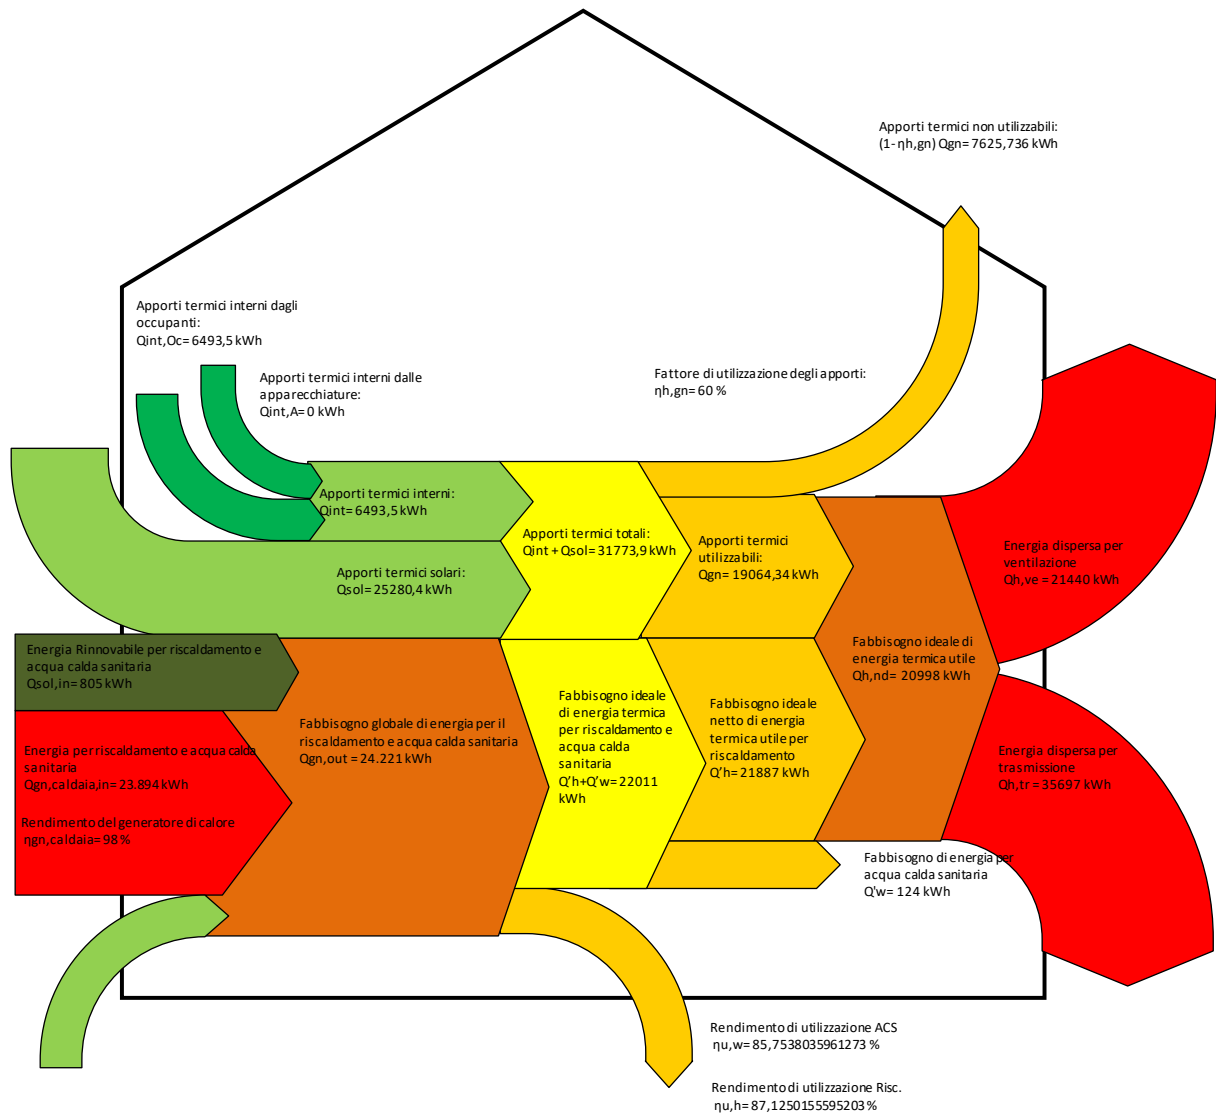 Apporti termici non utilizzabili:
(1- ηh,gn) Qgn= 7625,736 kWh
Apporti termici interni dagli
occupanti:
Qint,Oc= 6493,5 kWh
Apporti termici interni dalle
apparecchiature:
Qint,A= 0 kWh
Fattore di utilizzazione degli apporti:
ηh,gn= 60 %
Apporti termici interni:
Qint= 6493,5 kWh
Apporti termici totali:
Qint + Qsol= 31773,9 kWh
Apporti termici
utilizzabili:
Qgn= 19064,34 kWh
Energia dispersa per
ventilazione
Qh,ve= 21440 kWh
Apporti termici solari:
Qsol= 25280,4 kWh
Energia Rinnovabile per riscaldamento e
acqua calda sanitaria
Qsol,in= 805 kWh
Fabbisogno ideale di
energia termica utile
Qh,nd= 20998 kWh
Fabbisogno globale di energia per il
riscaldamento e acqua calda sanitaria
Qgn,out = 24.221 kWh
Fabbisogno ideale
di energia termica
per riscaldamento e
acqua calda
sanitaria
Q'h+Q'w= 22011
kWh
Fabbisogno ideale
netto di energia
termica utile per
riscaldamento
Q'h= 21887 kWh
Energia per riscaldamento e acqua calda
sanitaria
Qgn,caldaia,in= 23.894 kWh
Rendimento del generatore di calore
ηgn,caldaia= 98 %
Energia dispersa per
trasmissione
Qh,tr= 35697 kWh
Fabbisogno di energia per
acqua calda sanitaria
Q'w= 124 kWh
Rendimento di utilizzazione ACS
ηu,w= 85,7538035961273 %
Rendimento di utilizzazione Risc.
ηu,h= 87,1250155595203 %